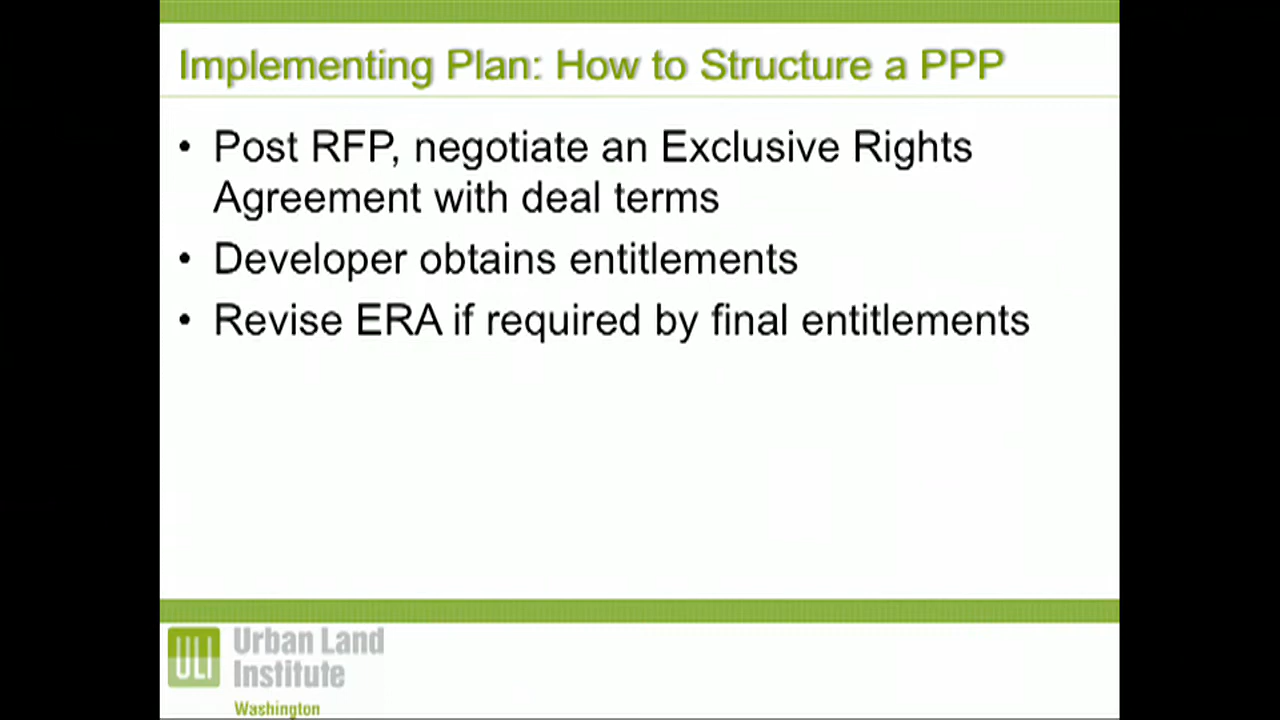 Implementing Plan: How to Structure a PPP
• Post RFP, negotiate an Exclusive Rights
Agreement with deal terms
• Developer obtains entitlements
• Revise ERA if required by final entitlements
ULI
Urban Land
Institute
Washington